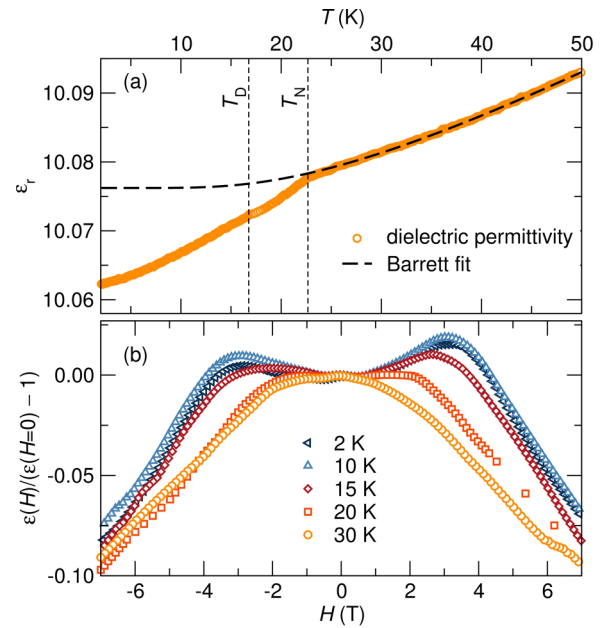 T (K)
10 20 30 40 50
(a)
T_D
T_N
10.09
10.08
10.07
10.06
ε_r
dielectric permittivity
Barrett fit
(b)
0.00
-0.05
-0.10
ε(H)/(ε(H=0) − 1)
2 K
10 K
15 K
20 K
30 K
-6 -4 -2 0 2 4 6
H (T)